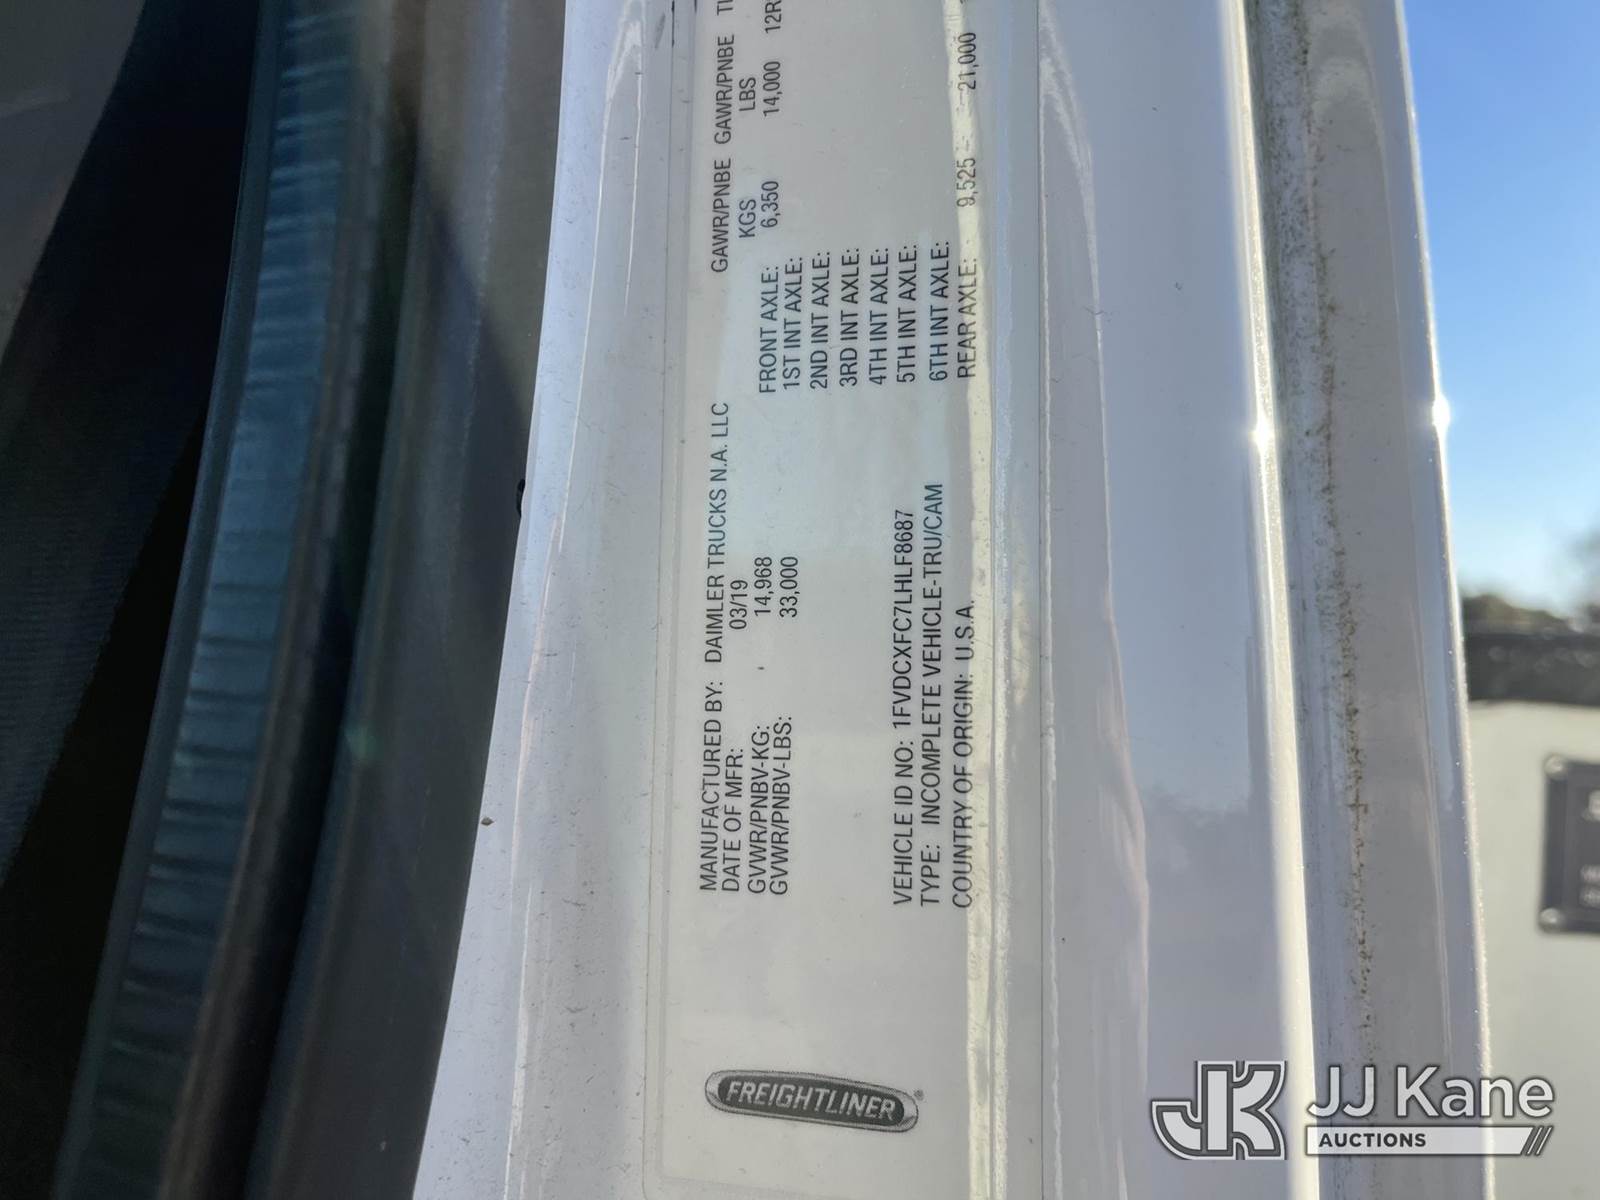 FREIGHTLINER®
MANUFACTURED BY: DAIMLER TRUCKS N.A. LLC
DATE OF MFR: 03/19
GVWR/PNBV-KG: 14,968
GVWR/PNBV-LBS: 33,000
VEHICLE ID NO: 1FVDCXFC7LHLF8687
TYPE: INCOMPLETE VEHICLE-TRU/CAM
COUNTRY OF ORIGIN: U.S.A.
GAWR/PNBE GAWR/PNBE
KGS LBS
FRONT AXLE: 6,350 14,000 12R
1ST INT AXLE:
2ND INT AXLE:
3RD INT AXLE:
4TH INT AXLE:
5TH INT AXLE:
6TH INT AXLE:
REAR AXLE: 9,525 21,000
JK JJ Kane
AUCTIONS